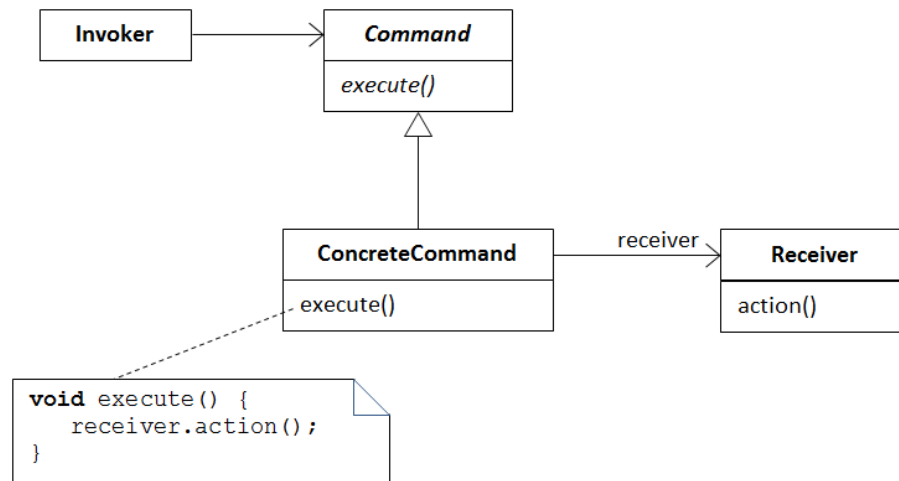 Invoker
Command
execute()
ConcreteCommand
execute()
receiver
Receiver
action()
void execute() {
   receiver.action();
}